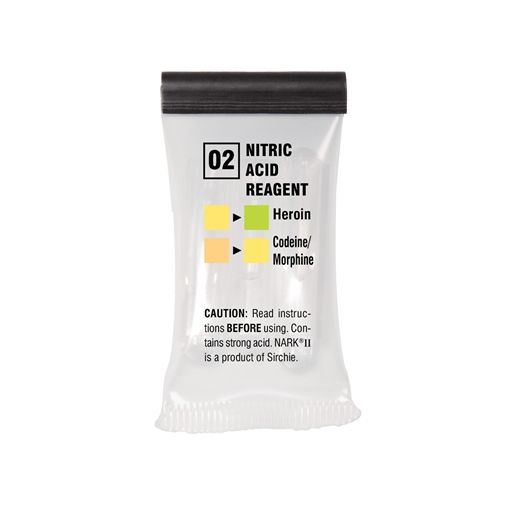 02 NITRIC
ACID
REAGENT
Heroin
Codeine/
Morphine
CAUTION: Read instruc-
tions BEFORE using. Con-
tains strong acid. NARK®II
is a product of Sirchie.